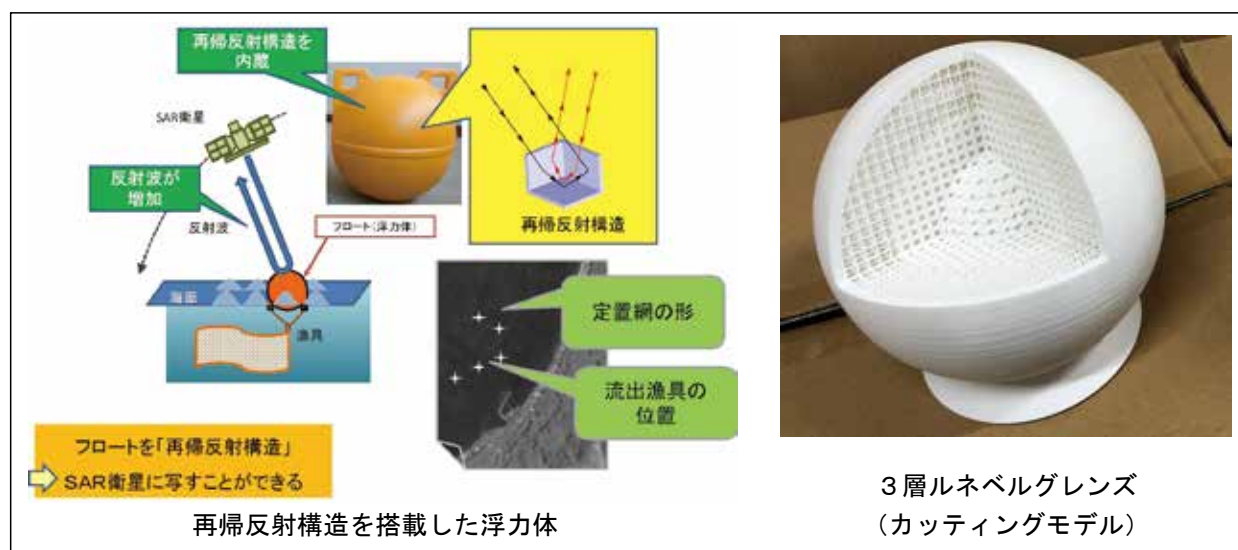 再帰反射構造を
内蔵
SAR衛星
反射波が
増加
反射波
フロート(浮力体)
再帰反射構造
海面
漁具
定置網の形
流出漁具の
位置
フロートを「再帰反射構造」
SAR衛星に写すことができる
再帰反射構造を搭載した浮力体
3層ルネベルグレンズ
(カッティングモデル)